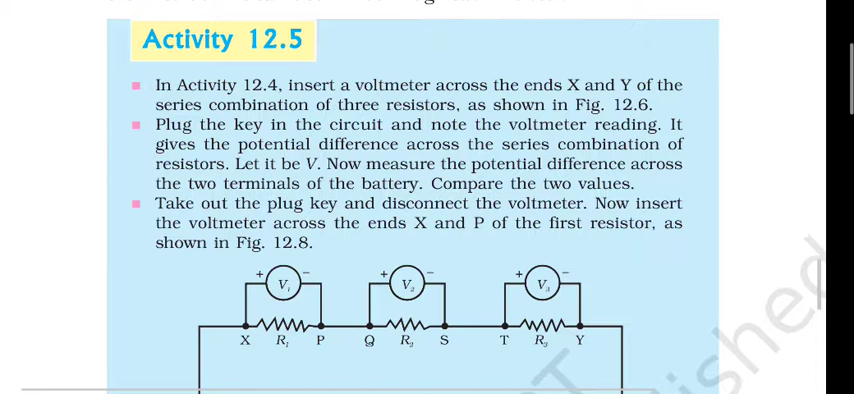 Activity 12.5
In Activity 12.4, insert a voltmeter across the ends X and Y of the
series combination of three resistors, as shown in Fig. 12.6.
Plug the key in the circuit and note the voltmeter reading. It
gives the potential difference across the series combination of
resistors. Let it be V. Now measure the potential difference across
the two terminals of the battery. Compare the two values.
Take out the plug key and disconnect the voltmeter. Now insert
the voltmeter across the ends X and P of the first resistor, as
shown in Fig. 12.8.
+ V₁ − + V₂ − + V₃ −
X R₁ P Q R₂ S T R₃ Y